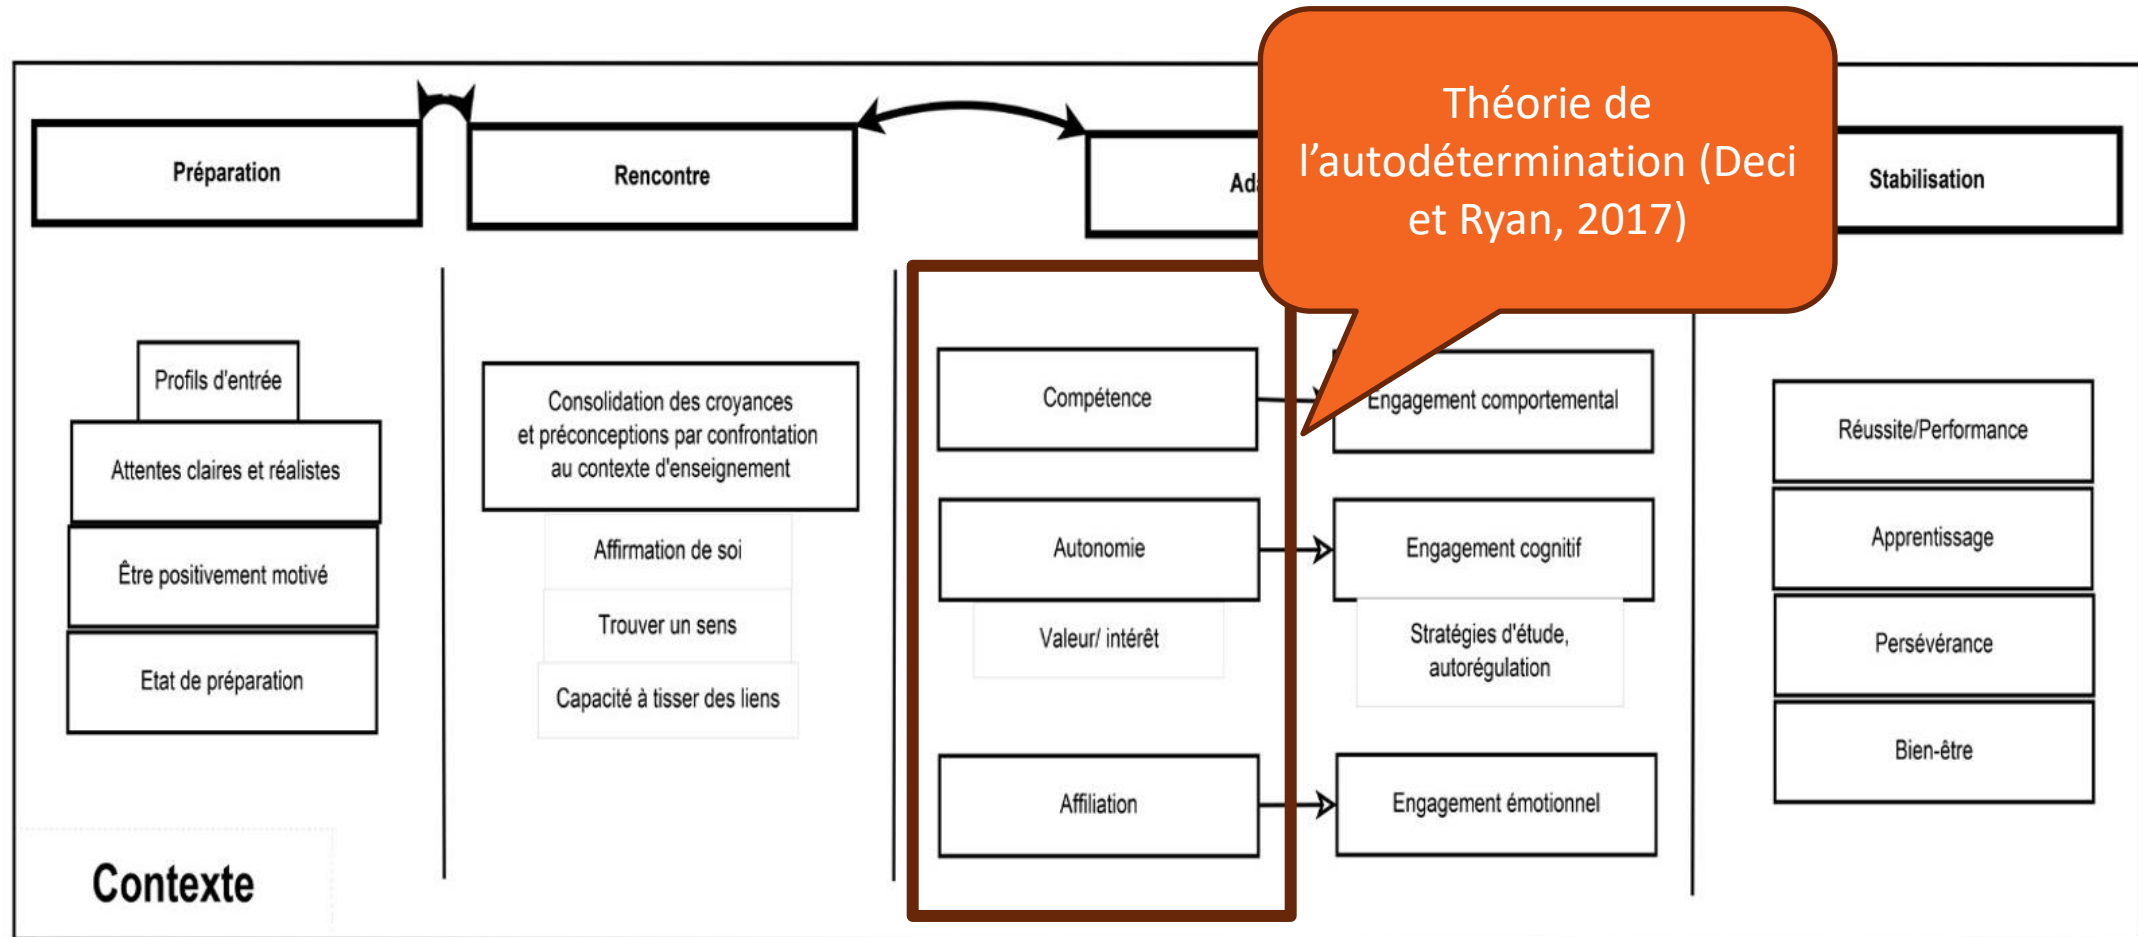 Théorie de
l’autodétermination (Deci
et Ryan, 2017)
Préparation
Rencontre
Stabilisation
Profils d'entrée
Attentes claires et réalistes
Être positivement motivé
Etat de préparation
Consolidation des croyances
et préconceptions par confrontation
au contexte d'enseignement
Affirmation de soi
Trouver un sens
Capacité à tisser des liens
Compétence
Autonomie
Valeur/ intérêt
Affiliation
Engagement comportemental
Engagement cognitif
Stratégies d'étude,
autorégulation
Engagement émotionnel
Réussite/Performance
Apprentissage
Persévérance
Bien-être
Contexte